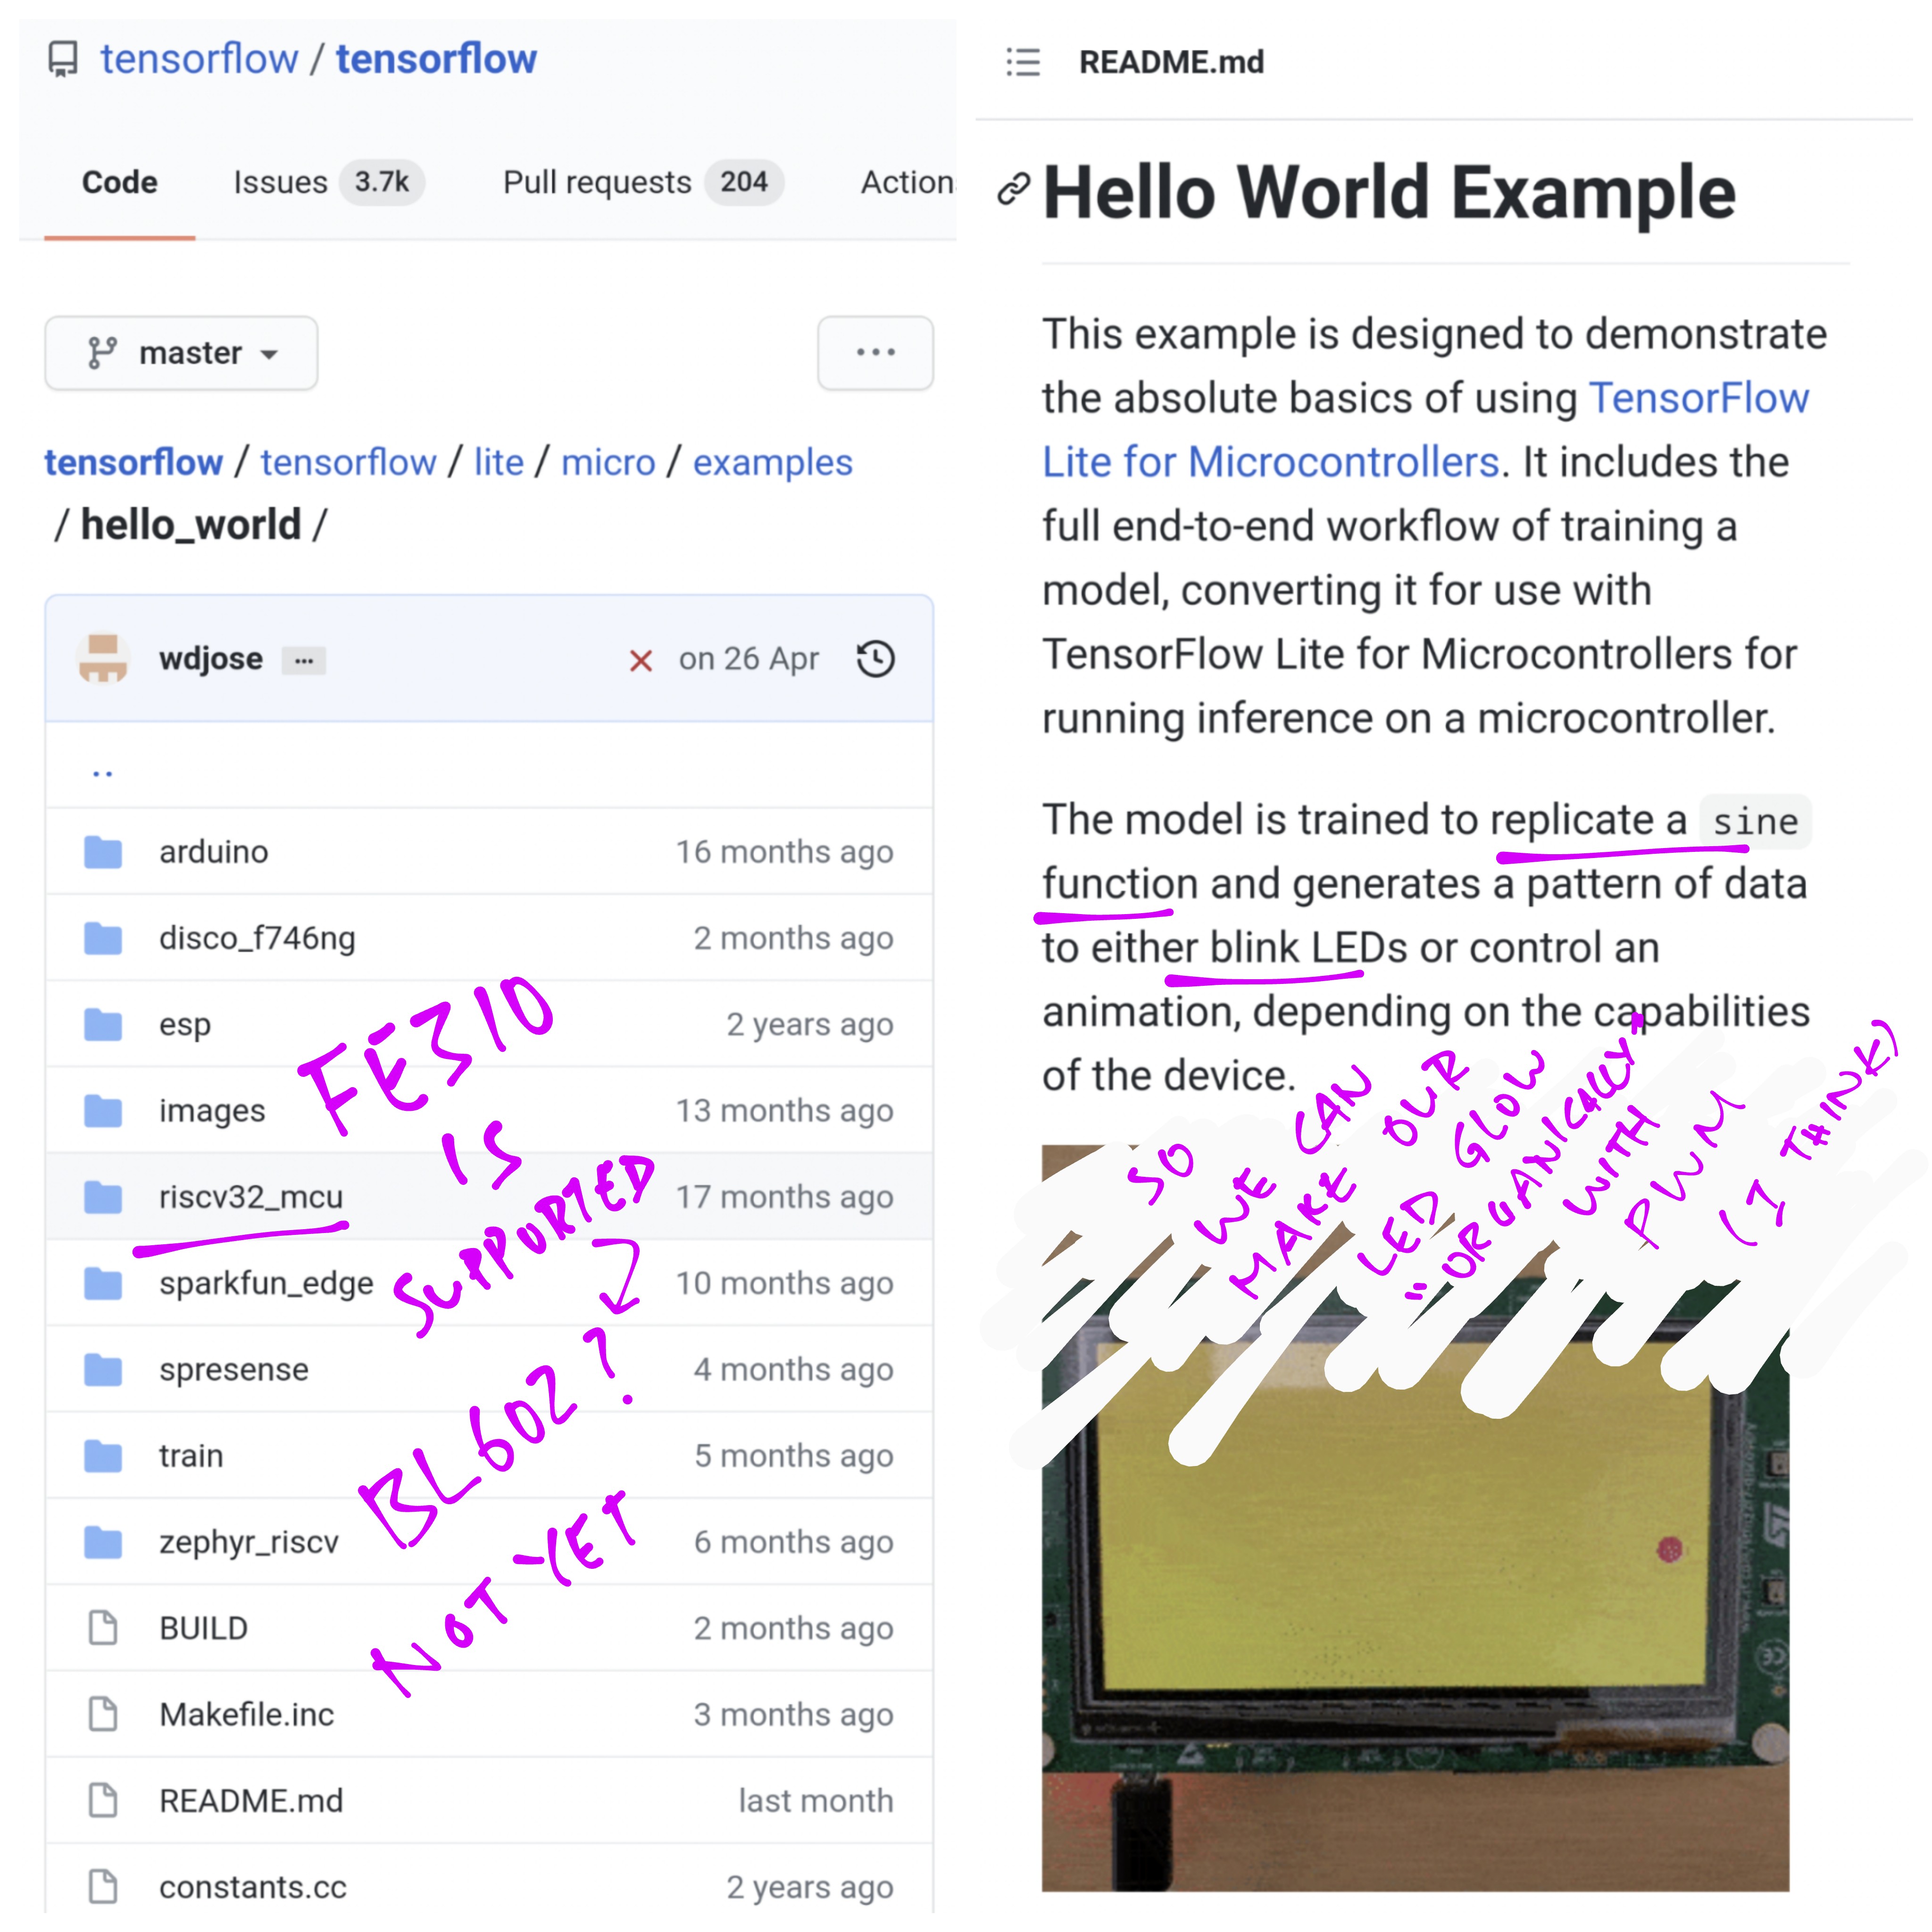 tensorflow / tensorflow
Code Issues 3.7k Pull requests 204 Action
master
tensorflow / tensorflow / lite / micro / examples
/ hello_world /
wdjose ... on 26 Apr
..
arduino 16 months ago
disco_f746ng 2 months ago
esp 2 years ago
images 13 months ago
riscv32_mcu 17 months ago
sparkfun_edge 10 months ago
spresense 4 months ago
train 5 months ago
zephyr_riscv 6 months ago
BUILD 2 months ago
Makefile.inc 3 months ago
README.md last month
constants.cc 2 years ago
FE310
IS
SUPPORTED
BL602?
NOT YET
README.md
Hello World Example
This example is designed to demonstrate
the absolute basics of using TensorFlow
Lite for Microcontrollers. It includes the
full end-to-end workflow of training a
model, converting it for use with
TensorFlow Lite for Microcontrollers for
running inference on a microcontroller.
The model is trained to replicate a sine
function and generates a pattern of data
to either blink LEDs or control an
animation, depending on the capabilities
of the device.
SO
WE CAN
MAKE OUR
LED GLOW
"ORGANICALLY"
WITH
PWM
(I THINK)